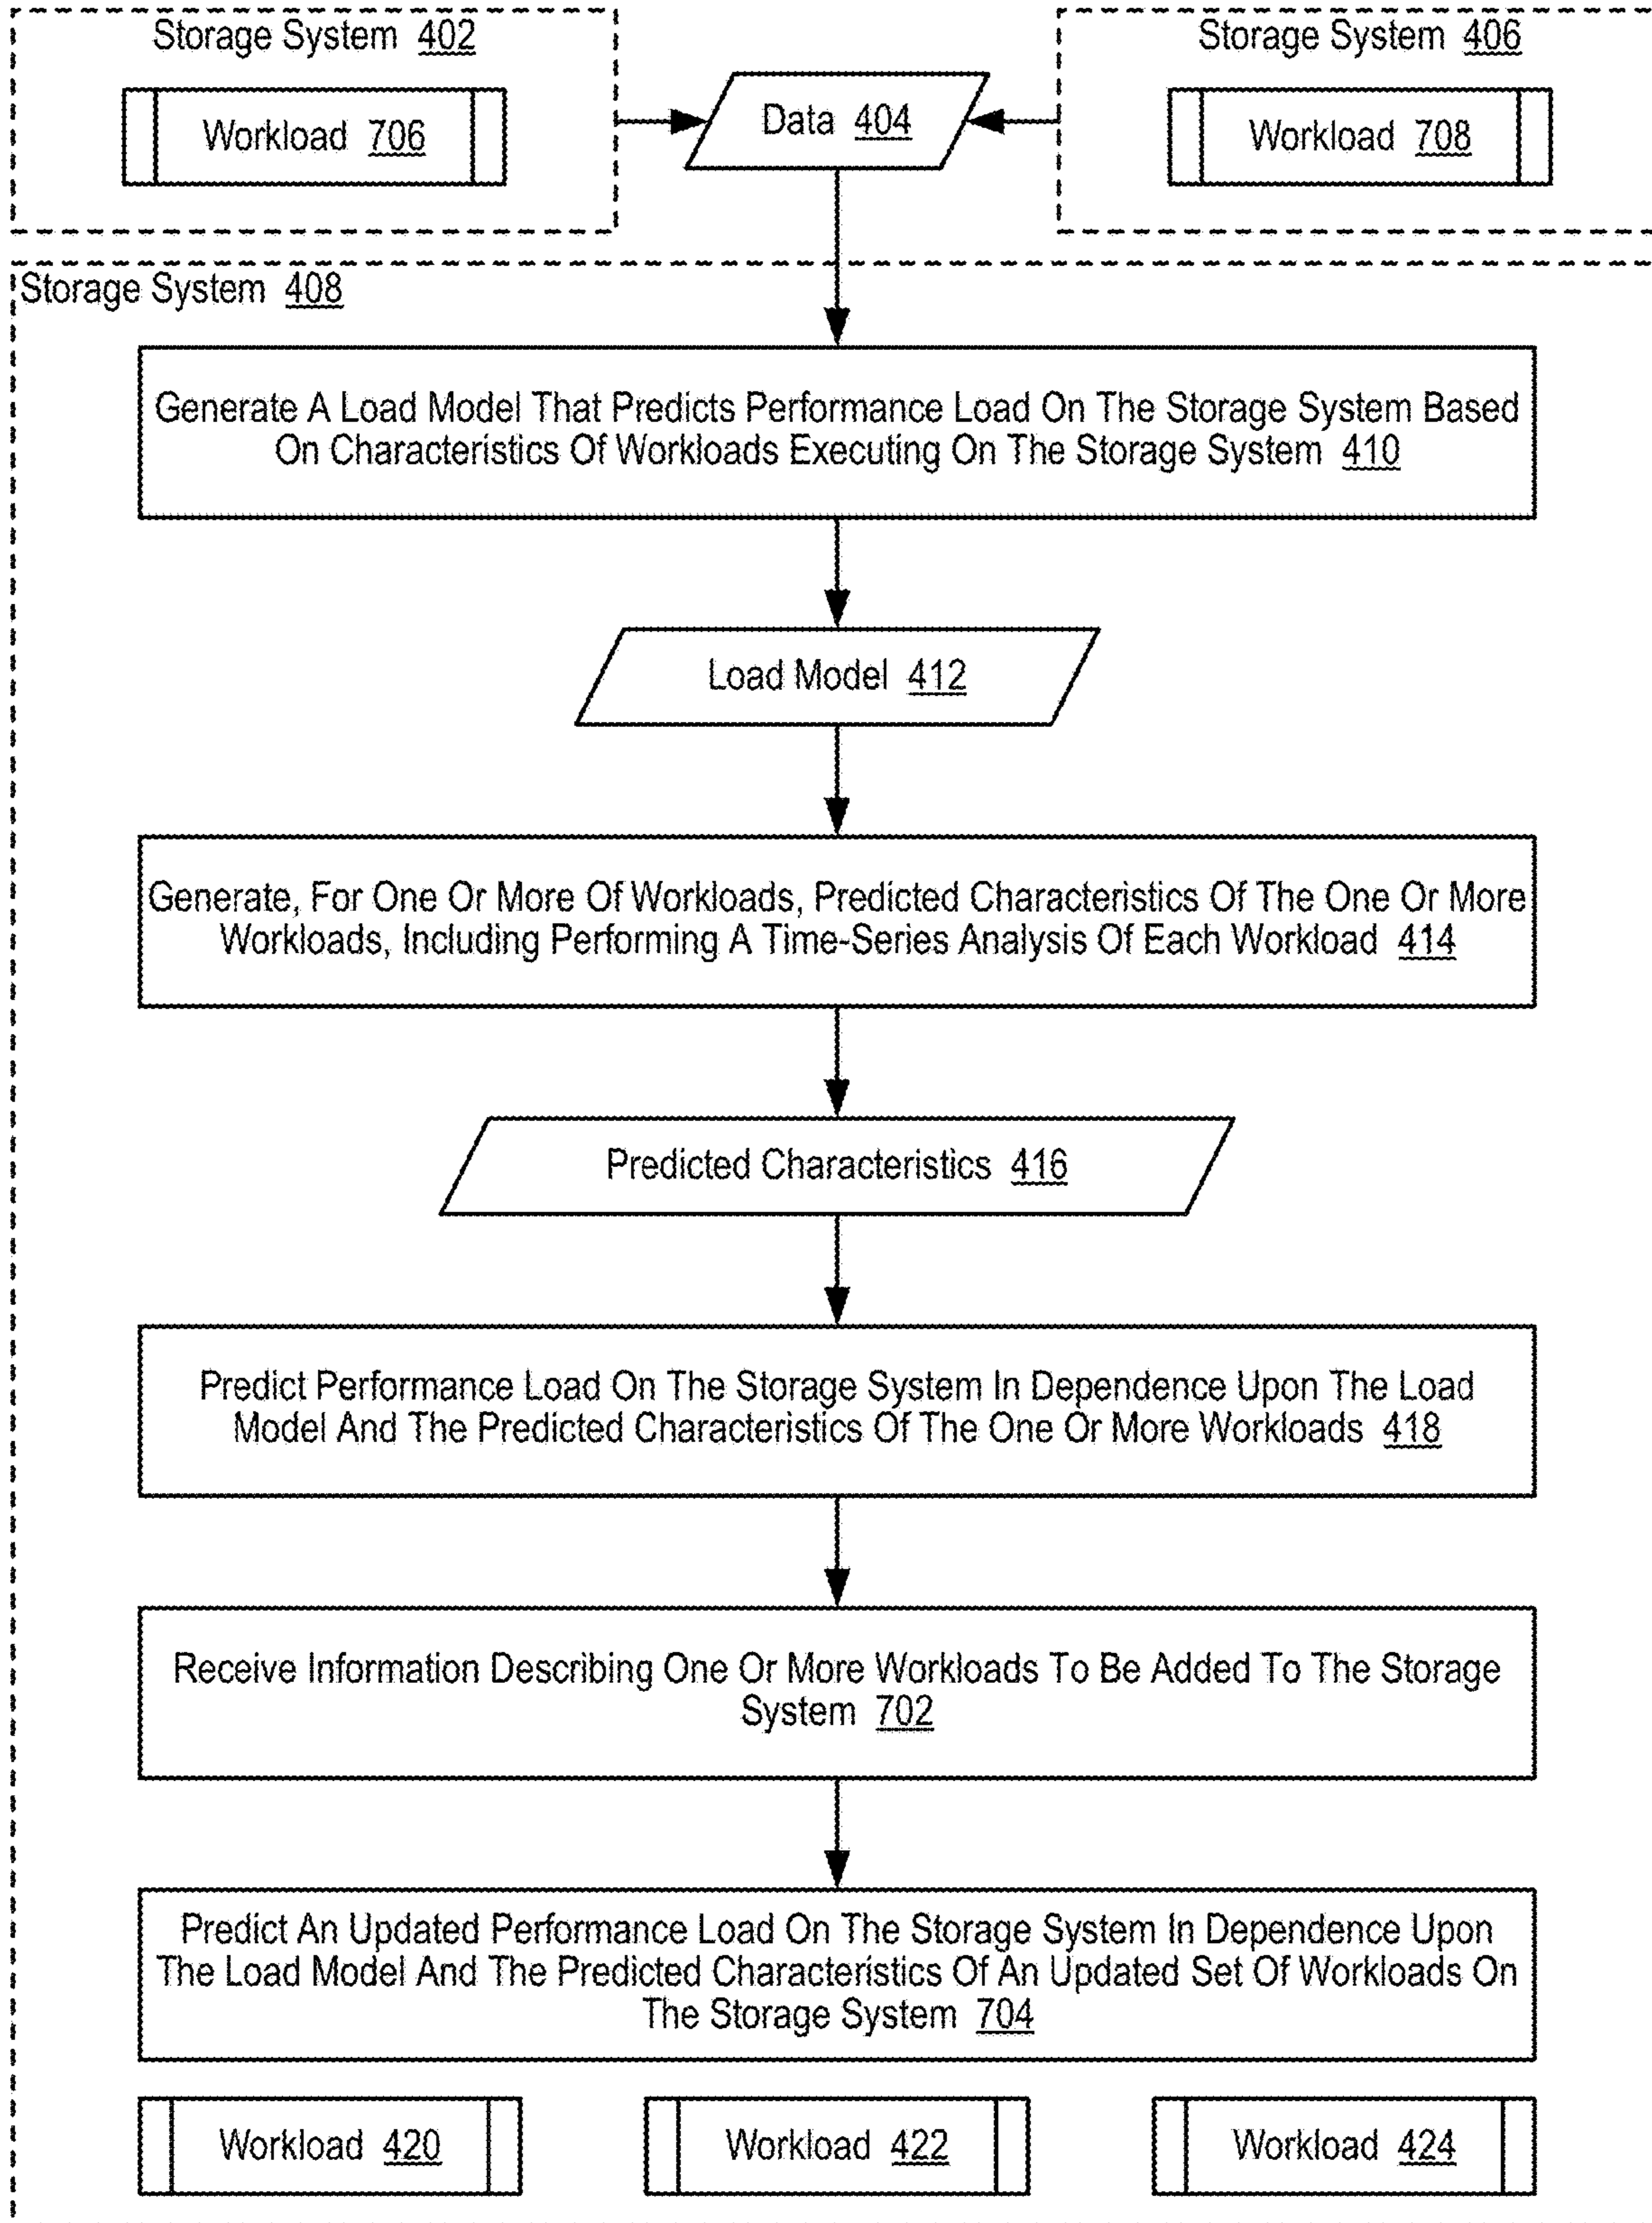 Storage System 402
Storage System 406
Workload 706
Data 404
Workload 708
Storage System 408
Generate A Load Model That Predicts Performance Load On The Storage System Based
On Characteristics Of Workloads Executing On The Storage System 410
Load Model 412
Generate, For One Or More Of Workloads, Predicted Characteristics Of The One Or More
Workloads, Including Performing A Time-Series Analysis Of Each Workload 414
Predicted Characteristics 416
Predict Performance Load On The Storage System In Dependence Upon The Load
Model And The Predicted Characteristics Of The One Or More Workloads 418
Receive Information Describing One Or More Workloads To Be Added To The Storage
System 702
Predict An Updated Performance Load On The Storage System In Dependence Upon
The Load Model And The Predicted Characteristics Of An Updated Set Of Workloads On
The Storage System 704
Workload 420
Workload 422
Workload 424